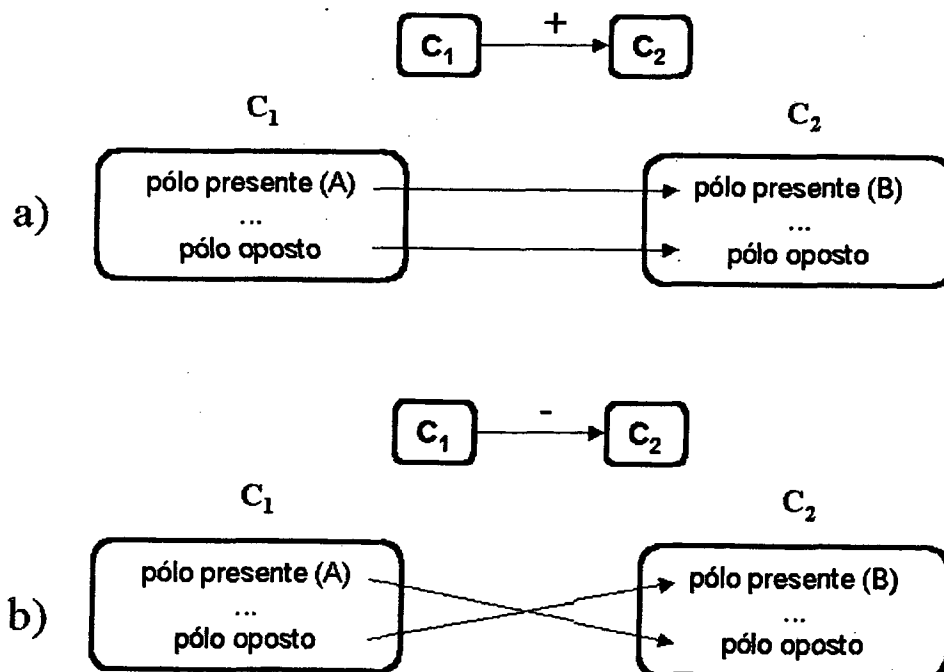 +
C₁ C₂
C₁ C₂
a)
pólo presente (A) pólo presente (B)
... ...
pólo oposto pólo oposto
-
C₁ C₂
C₁ C₂
b)
pólo presente (A) pólo presente (B)
... ...
pólo oposto pólo oposto